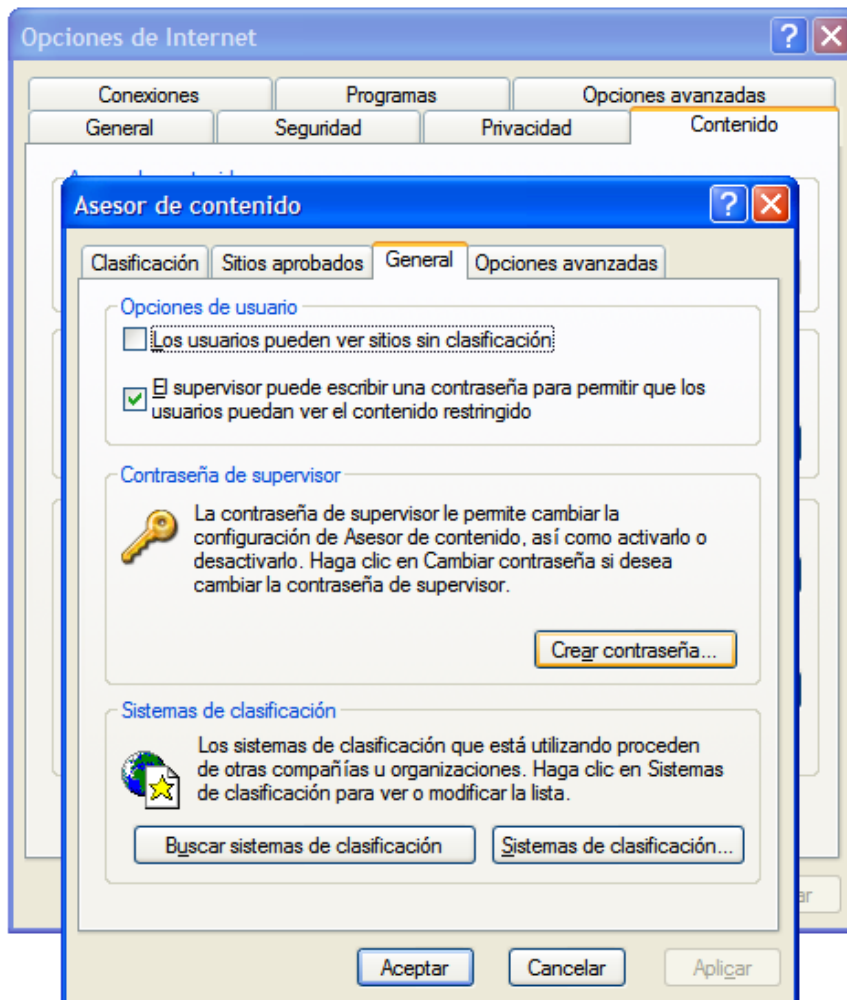 Opciones de Internet
Conexiones Programas Opciones avanzadas
General Seguridad Privacidad Contenido
Asesor de contenido
Clasificación Sitios aprobados General Opciones avanzadas
Opciones de usuario
Los usuarios pueden ver sitios sin clasificación
El supervisor puede escribir una contraseña para permitir que los
usuarios puedan ver el contenido restringido
Contraseña de supervisor
La contraseña de supervisor le permite cambiar la
configuración de Asesor de contenido, así como activarlo o
desactivarlo. Haga clic en Cambiar contraseña si desea
cambiar la contraseña de supervisor.
Crear contraseña...
Sistemas de clasificación
Los sistemas de clasificación que está utilizando proceden
de otras compañías u organizaciones. Haga clic en Sistemas
de clasificación para ver o modificar la lista.
Buscar sistemas de clasificación Sistemas de clasificación...
Aceptar Cancelar Aplicar